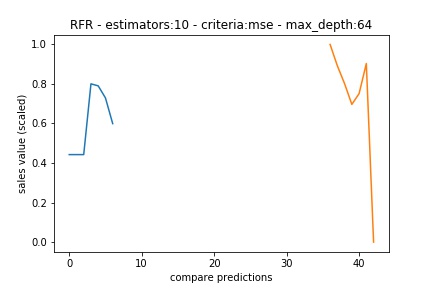 RFR - estimators:10 - criteria:mse - max_depth:64
1.0
0.8
0.6
0.4
0.2
0.0
sales value (scaled)
0 10 20 30 40
compare predictions